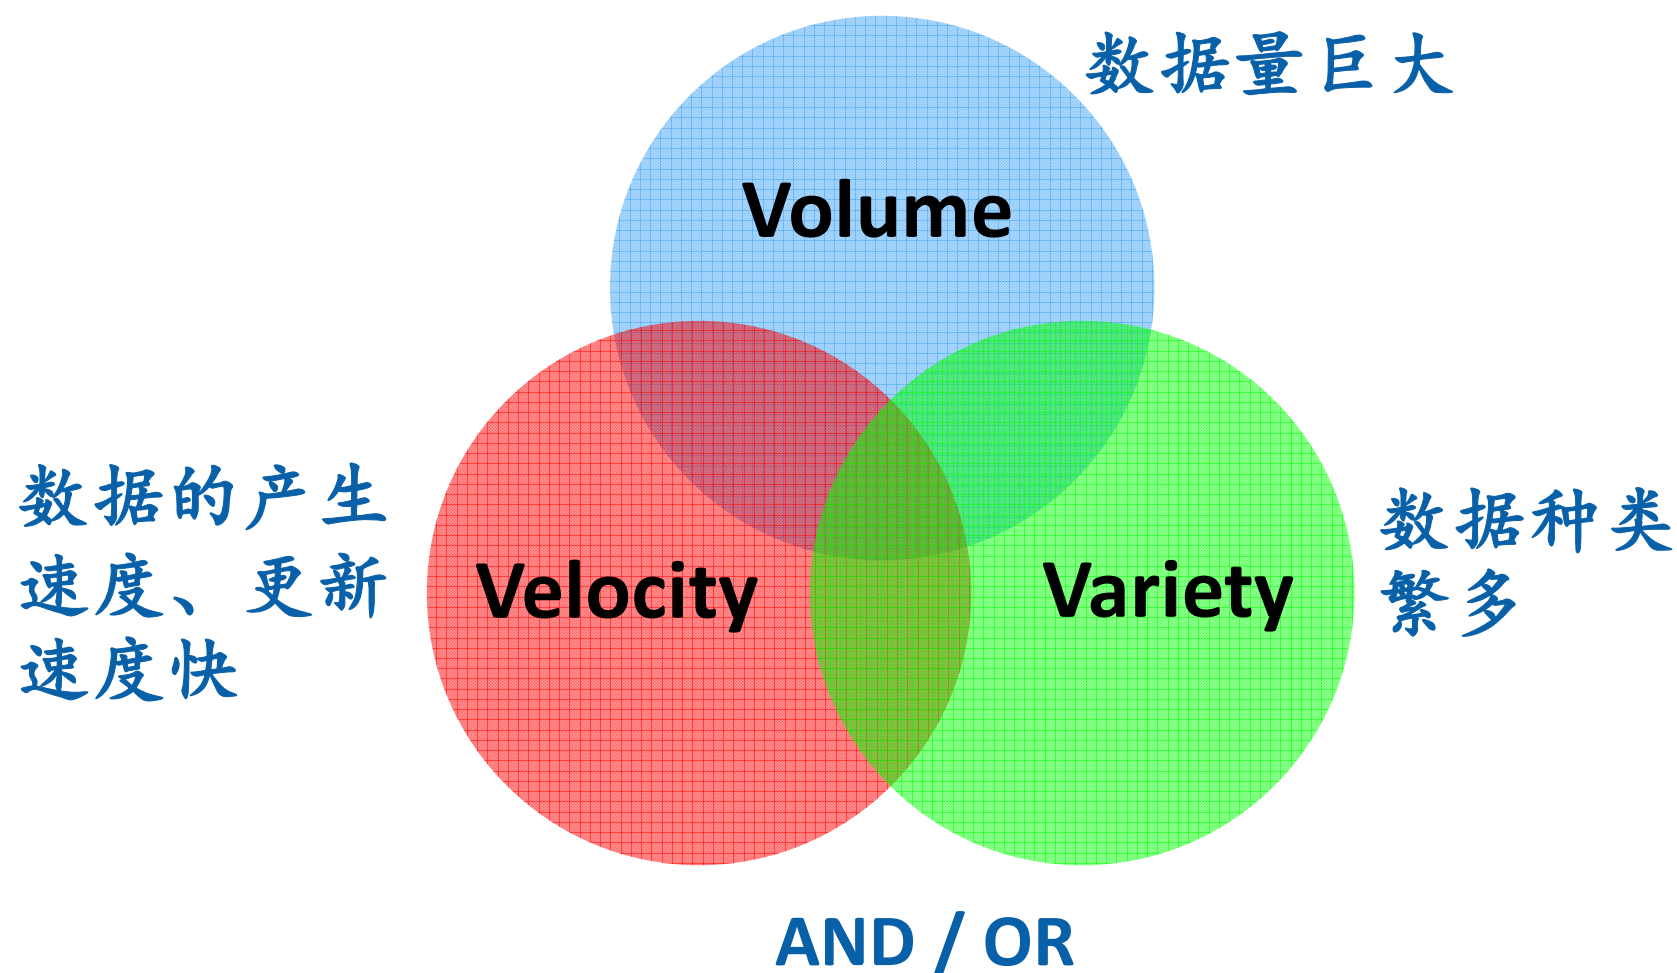 数据量巨大
Volume
数据的产生
速度、更新
速度快
Velocity
Variety
数据种类
繁多
AND / OR